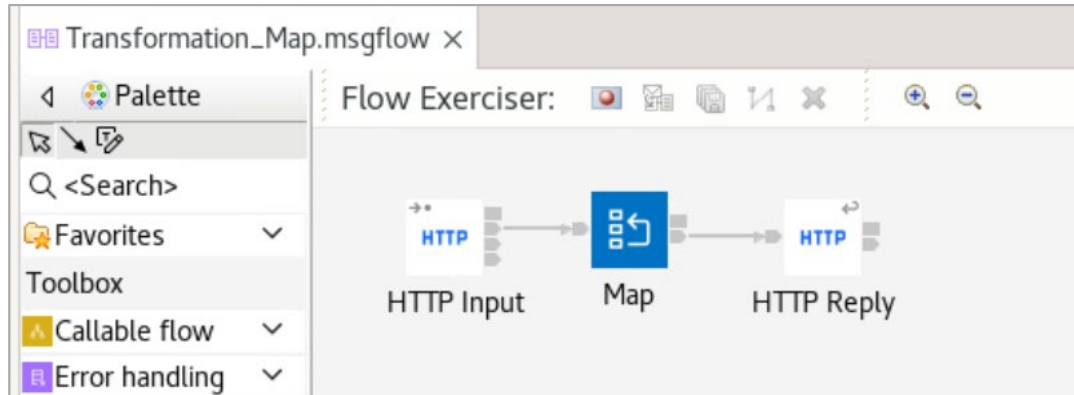 Transformation_Map.msgflow ×
Palette
Flow Exerciser:
<Search>
Favorites
Toolbox
Callable flow
Error handling
HTTP
HTTP
HTTP Input
Map
HTTP Reply